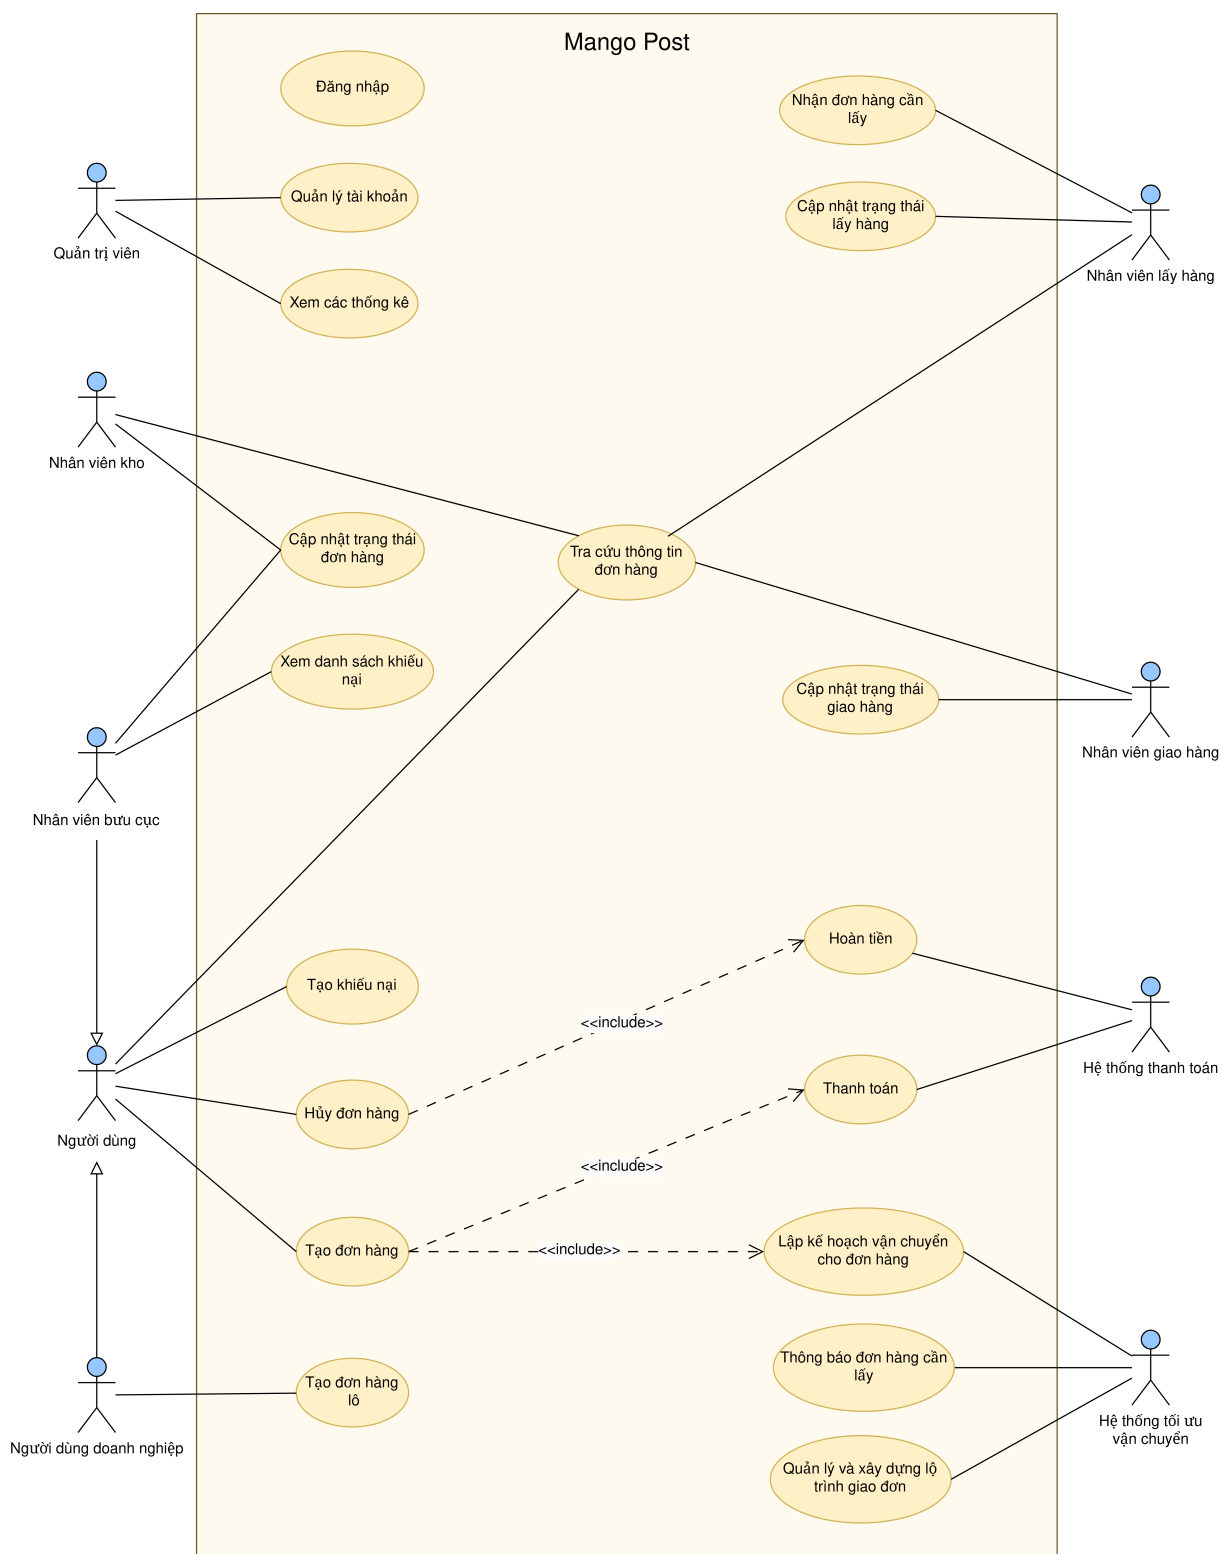 Mango Post
Đăng nhập
Nhận đơn hàng cần
lấy
Quản lý tài khoản
Cập nhật trạng thái
lấy hàng
Quản trị viên
Nhân viên lấy hàng
Xem các thống kê
Nhân viên kho
Cập nhật trạng thái
đơn hàng
Tra cứu thông tin
đơn hàng
Xem danh sách khiếu
nại
Cập nhật trạng thái
giao hàng
Nhân viên giao hàng
Nhân viên bưu cục
Hoàn tiền
Tạo khiếu nại
<<include>>
Hệ thống thanh toán
Thanh toán
Hủy đơn hàng
Người dùng
<<include>>
Tạo đơn hàng
<<include>>
Lập kế hoạch vận chuyển
cho đơn hàng
Thông báo đơn hàng cần
lấy
Tạo đơn hàng
lô
Hệ thống tối ưu
vận chuyển
Người dùng doanh nghiệp
Quản lý và xây dựng lộ
trình giao đơn